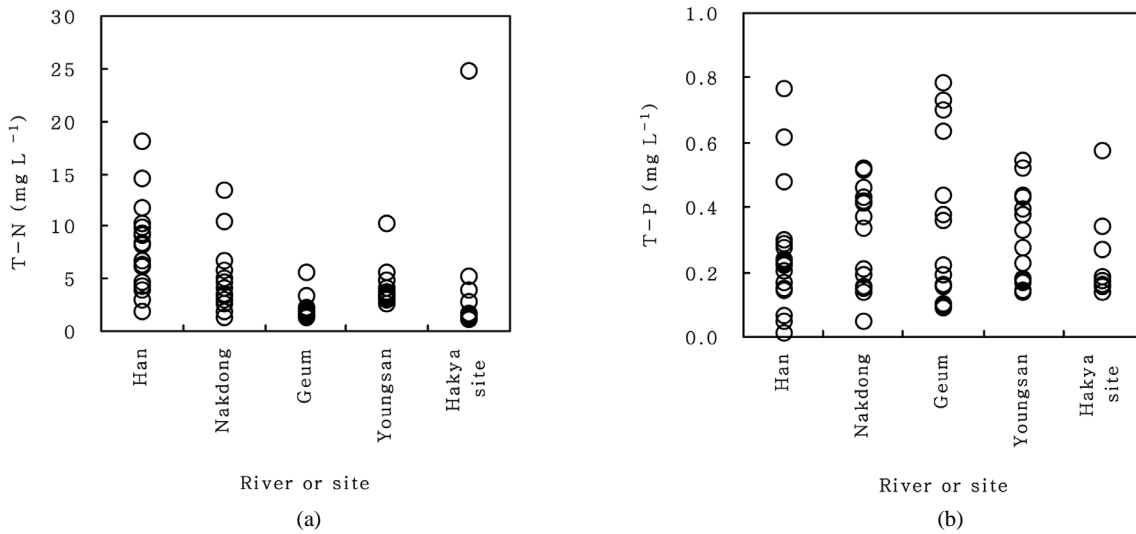 30
25
20
15
10
5
0
T-N (mg L -1)
Han
Nakdong
Geum
Youngsan
Hakya
site
River or site
(a)
1.0
0.8
0.6
0.4
0.2
0.0
T-P (mg L-1)
Han
Nakdong
Geum
Youngsan
Hakya
site
River or site
(b)